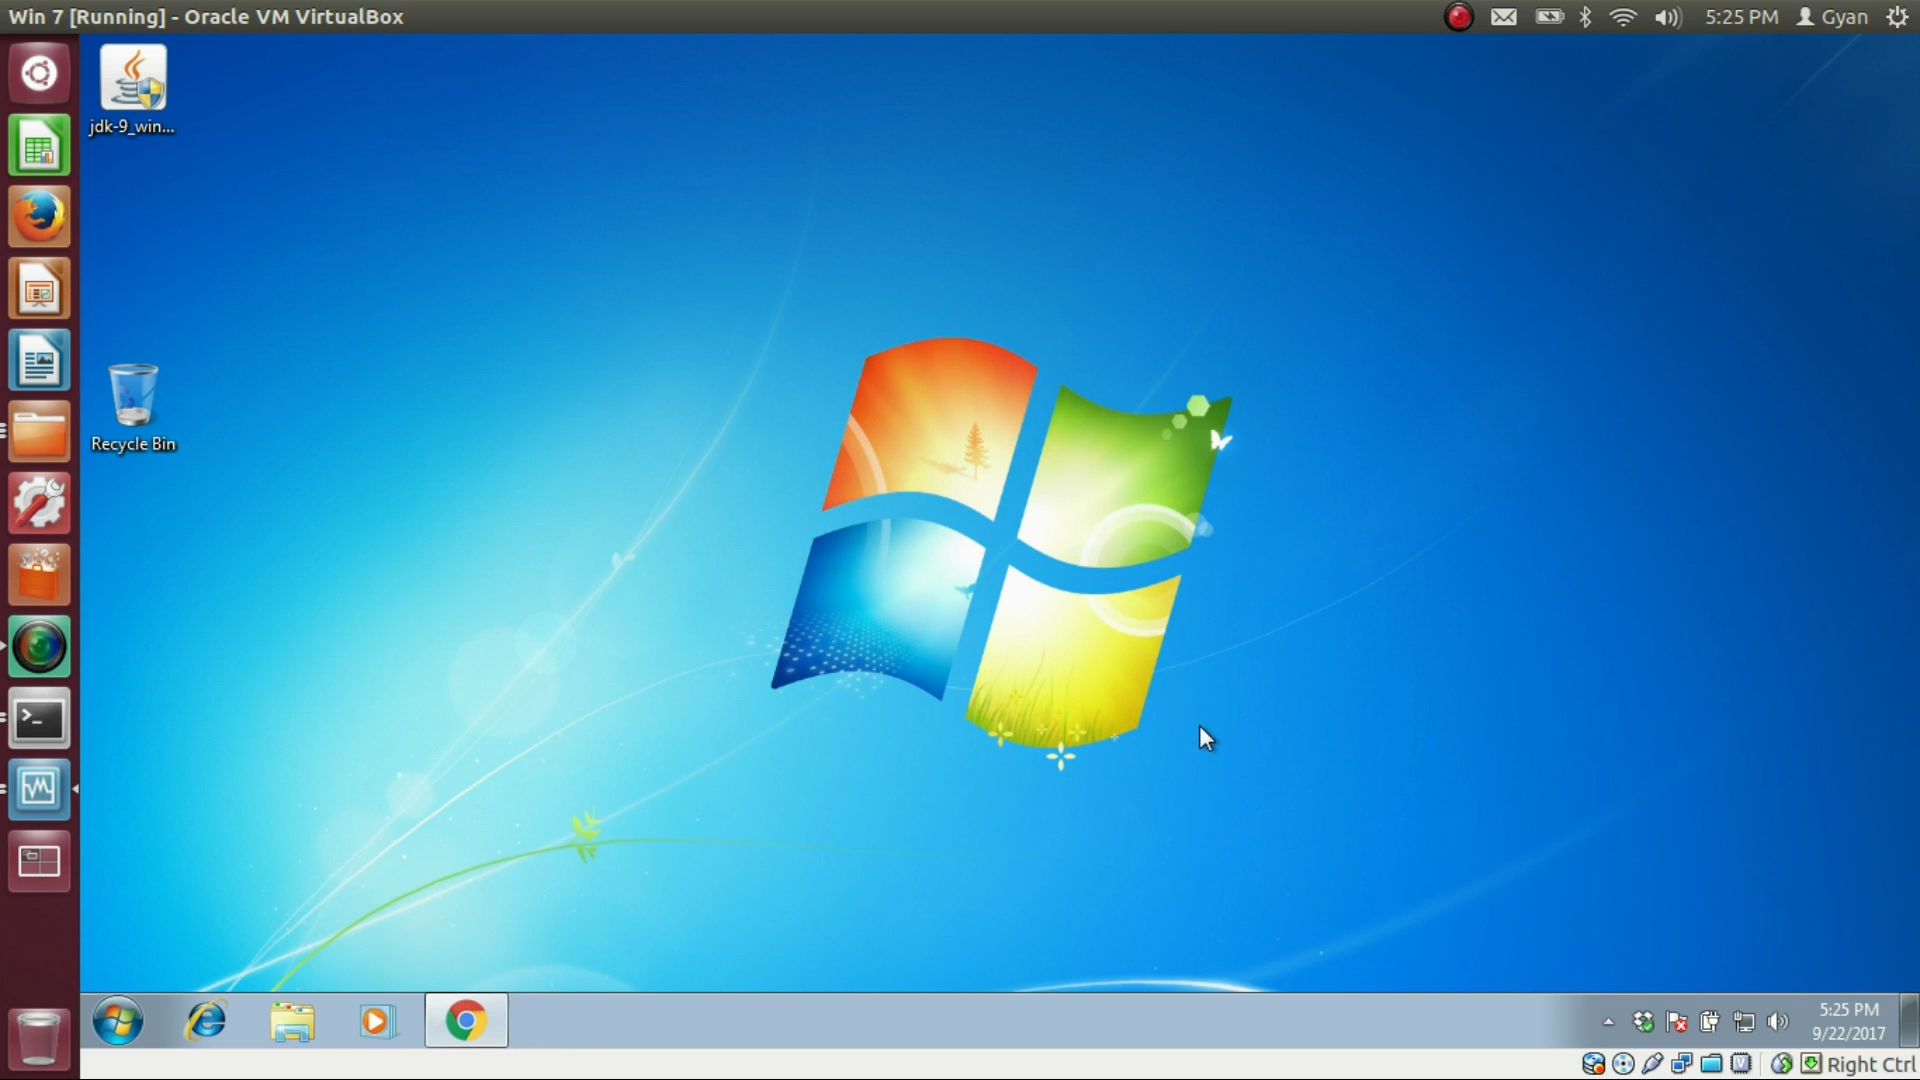 Win 7 [Running] - Oracle VM VirtualBox
5:25 PM
Gyan
jdk-9_win...
Recycle Bin
5:25 PM
9/22/2017
Right Ctrl